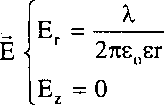 E⃗ { E_r = λ / 2πε₀εr
E_z = 0